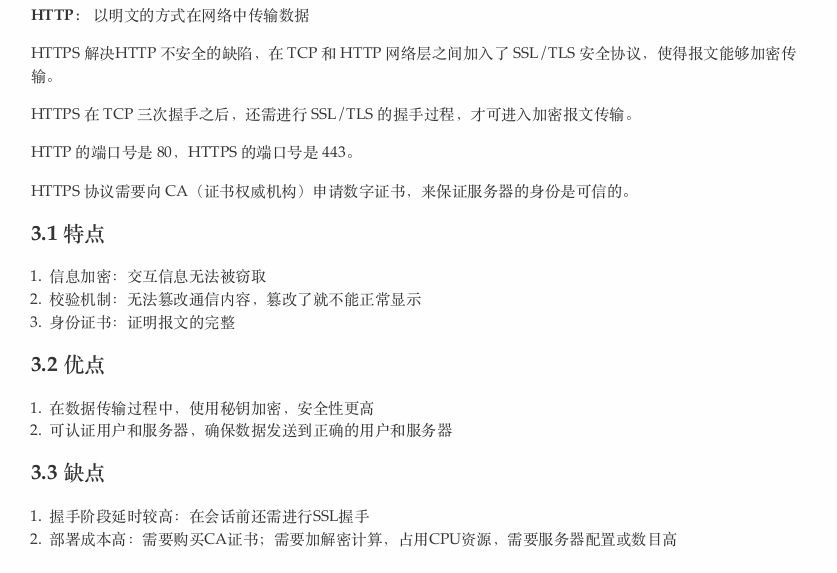 HTTP： 以明文的方式在网络中传输数据
HTTPS 解决HTTP 不安全的缺陷，在 TCP 和 HTTP 网络层之间加入了 SSL/TLS 安全协议，使得报文能够加密传
输。
HTTPS 在 TCP 三次握手之后，还需进行 SSL/TLS 的握手过程，才可进入加密报文传输。
HTTP 的端口号是 80，HTTPS 的端口号是 443。
HTTPS 协议需要向 CA（证书权威机构）申请数字证书，来保证服务器的身份是可信的。
3.1 特点
1. 信息加密：交互信息无法被窃取
2. 校验机制：无法篡改通信内容，篡改了就不能正常显示
3. 身份证书：证明报文的完整
3.2 优点
1. 在数据传输过程中，使用秘钥加密，安全性更高
2. 可认证用户和服务器，确保数据发送到正确的用户和服务器
3.3 缺点
1. 握手阶段延时较高：在会话前还需进行SSL握手
2. 部署成本高：需要购买CA证书；需要加解密计算，占用CPU资源，需要服务器配置或数目高